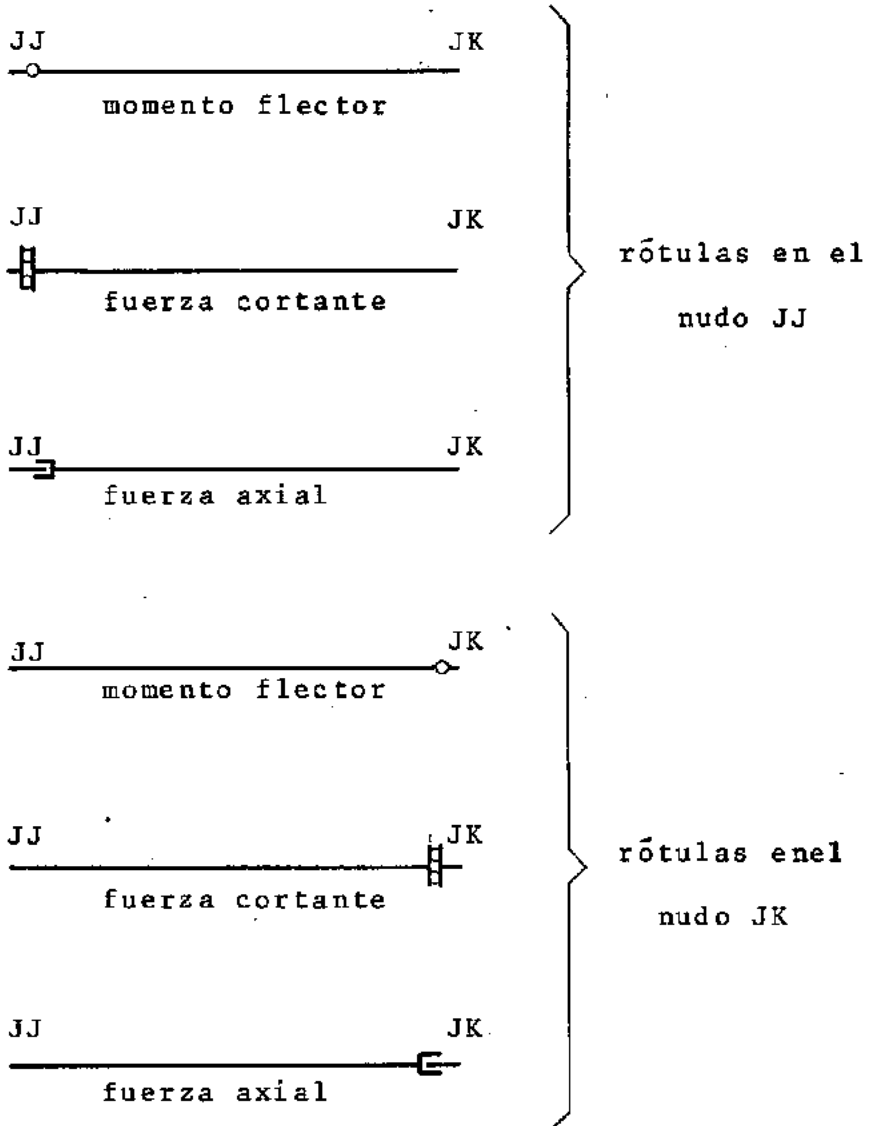 JJ JK
momento flector
JJ JK
fuerza cortante
rótulas en el
nudo JJ
JJ JK
fuerza axial
JJ JK
momento flector
JJ JK
fuerza cortante
rótulas enel
nudo JK
JJ JK
fuerza axial